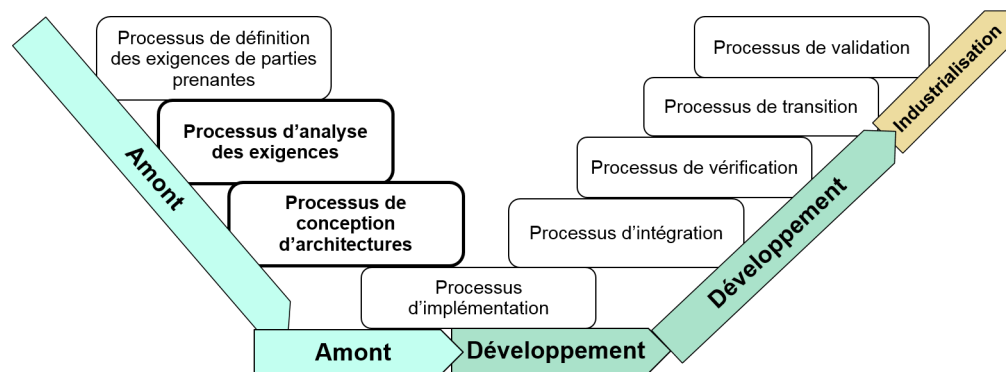 Processus de définition
des exigences de parties
prenantes
Processus d’analyse
des exigences
Processus de
conception
d’architectures
Processus
d’implémentation
Processus d’intégration
Processus de vérification
Processus de transition
Processus de validation
Amont
Amont
Développement
Développement
Industrialisation